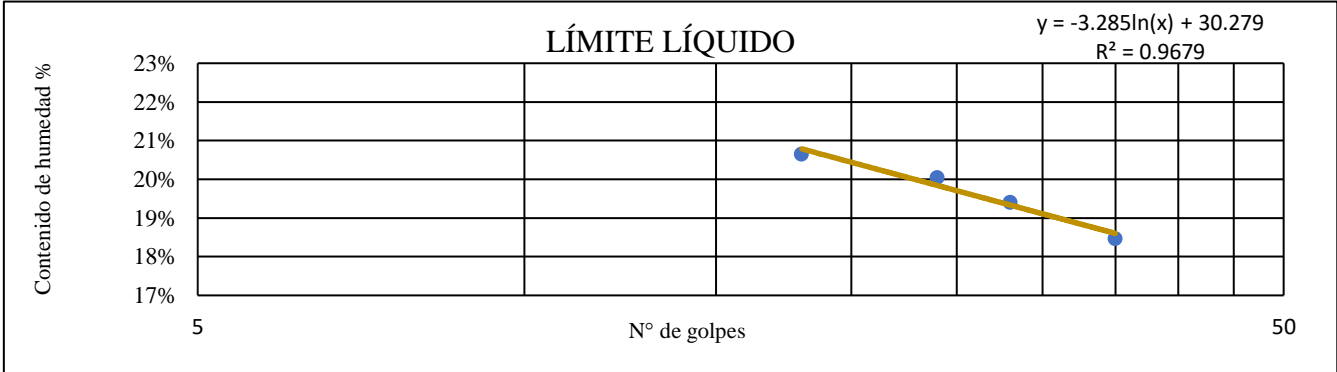 y = -3.285ln(x) + 30.279
R² = 0.9679
LÍMITE LÍQUIDO
Contenido de humedad %
23%
22%
21%
20%
19%
18%
17%
5
50
N° de golpes